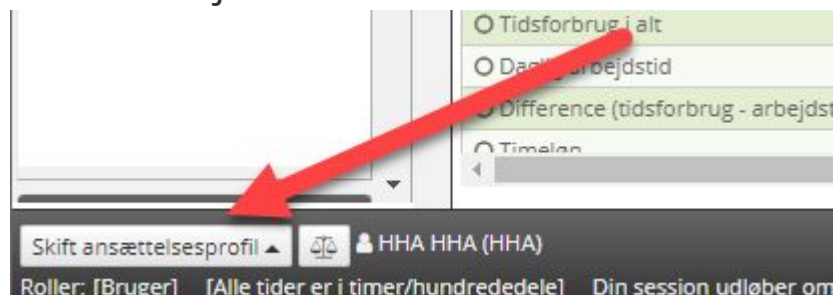 Tidsforbrug i alt
arbejdstid
Difference (tidsforbrug - arbejdst
Timeløn
Skift ansættelsesprofil
HHA HHA (HHA)
Roller: [Bruger] [Alle tider er i timer/hundrededele] Din session udløber om